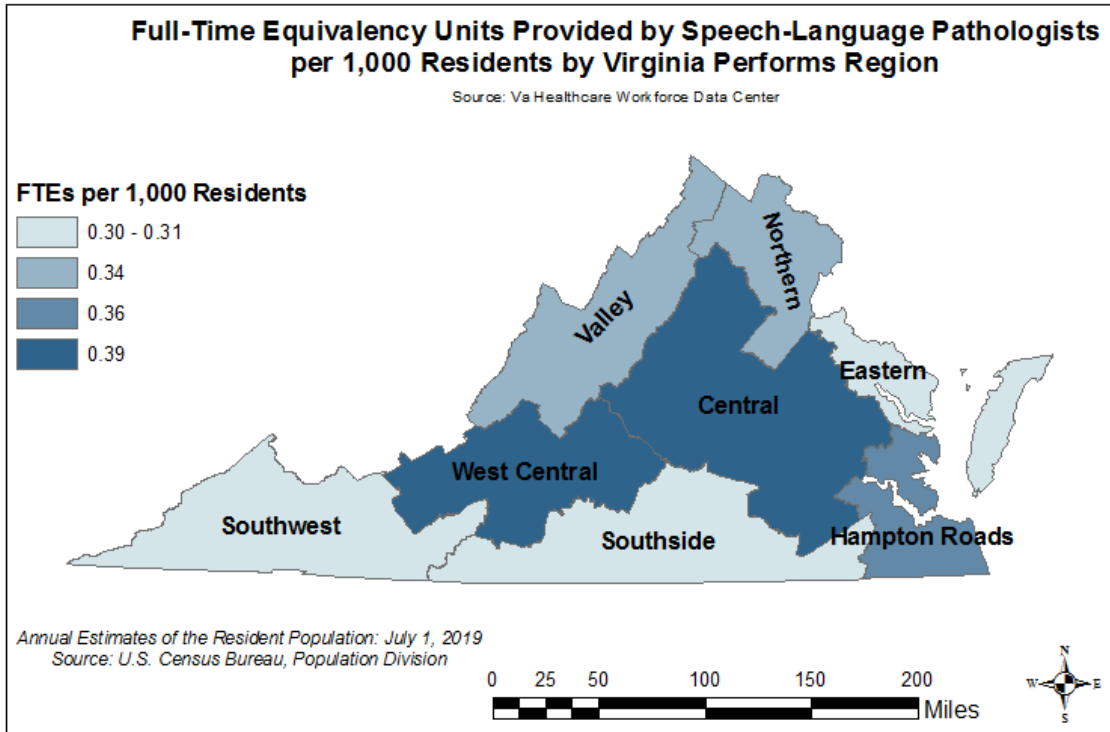 Full-Time Equivalency Units Provided by Speech-Language Pathologists
per 1,000 Residents by Virginia Performs Region
Source: Va Healthcare Workforce Data Center
FTEs per 1,000 Residents
0.30 - 0.31
0.34
0.36
0.39
Northern
Valley
Eastern
Central
West Central
Southwest
Southside
Hampton Roads
Annual Estimates of the Resident Population: July 1, 2019
Source: U.S. Census Bureau, Population Division
0 25 50 100 150 200
Miles
N
W E
S